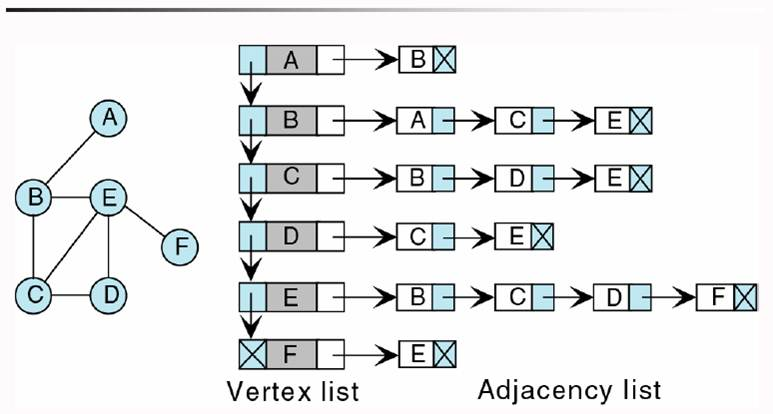 A
B
E
F
C
D
A B
B A C E
C B D E
D C E
E B C D F
F E
Vertex list
Adjacency list